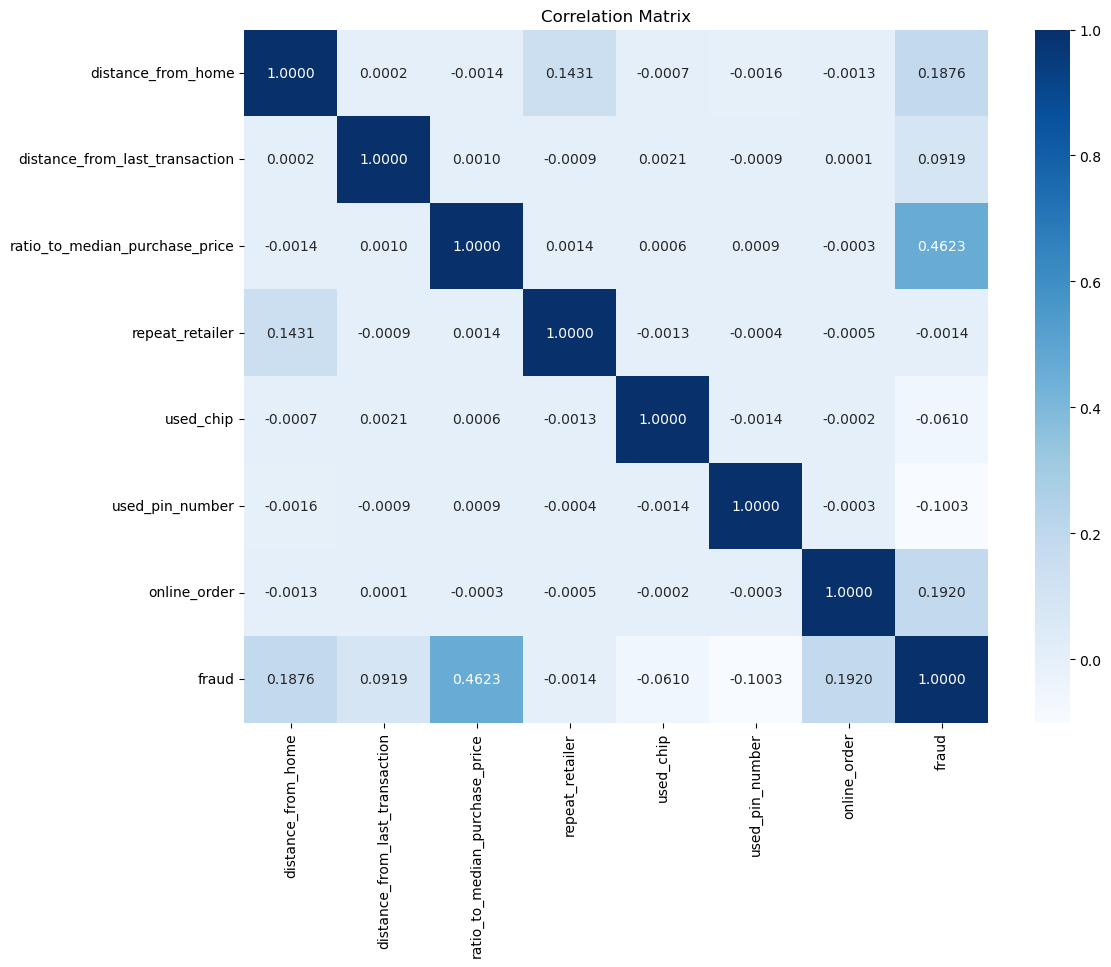 Correlation Matrix
distance_from_home 1.0000 0.0002 -0.0014 0.1431 -0.0007 -0.0016 -0.0013 0.1876
distance_from_last_transaction 0.0002 1.0000 0.0010 -0.0009 0.0021 -0.0009 0.0001 0.0919
ratio_to_median_purchase_price -0.0014 0.0010 1.0000 0.0014 0.0006 0.0009 -0.0003 0.4623
repeat_retailer 0.1431 -0.0009 0.0014 1.0000 -0.0013 -0.0004 -0.0005 -0.0014
used_chip -0.0007 0.0021 0.0006 -0.0013 1.0000 -0.0014 -0.0002 -0.0610
used_pin_number -0.0016 -0.0009 0.0009 -0.0004 -0.0014 1.0000 -0.0003 -0.1003
online_order -0.0013 0.0001 -0.0003 -0.0005 -0.0002 -0.0003 1.0000 0.1920
fraud 0.1876 0.0919 0.4623 -0.0014 -0.0610 -0.1003 0.1920 1.0000
distance_from_home
distance_from_last_transaction
ratio_to_median_purchase_price
repeat_retailer
used_chip
used_pin_number
online_order
fraud
1.0
0.8
0.6
0.4
0.2
0.0